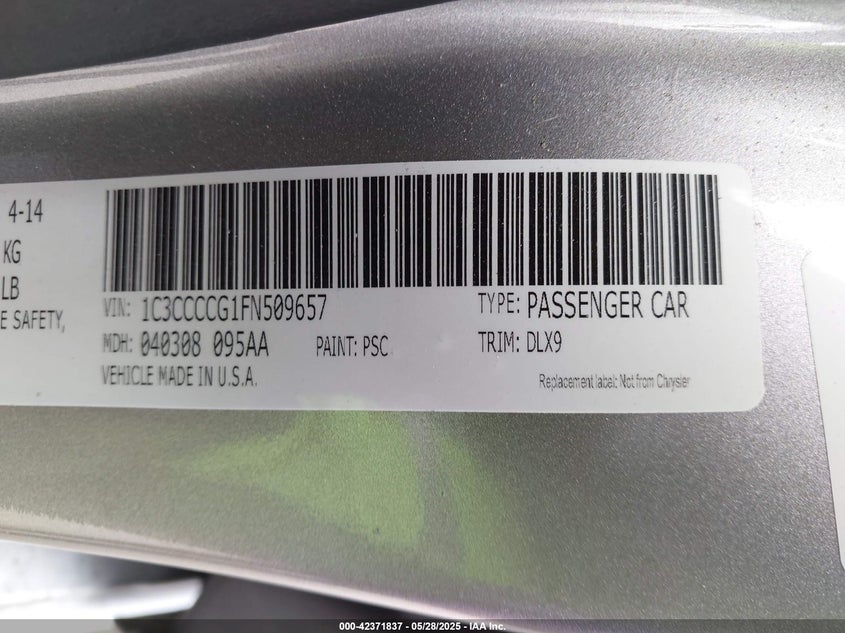 4-14
KG
LB
E SAFETY,
VIN: 1C3CCCCG1FN509657 TYPE: PASSENGER CAR
MDH: 040308 095AA PAINT: PSC TRIM: DLX9
VEHICLE MADE IN U.S.A.
Replacement label: Not from Chrysler
000-42371837 - 05/28/2025 - IAA Inc.